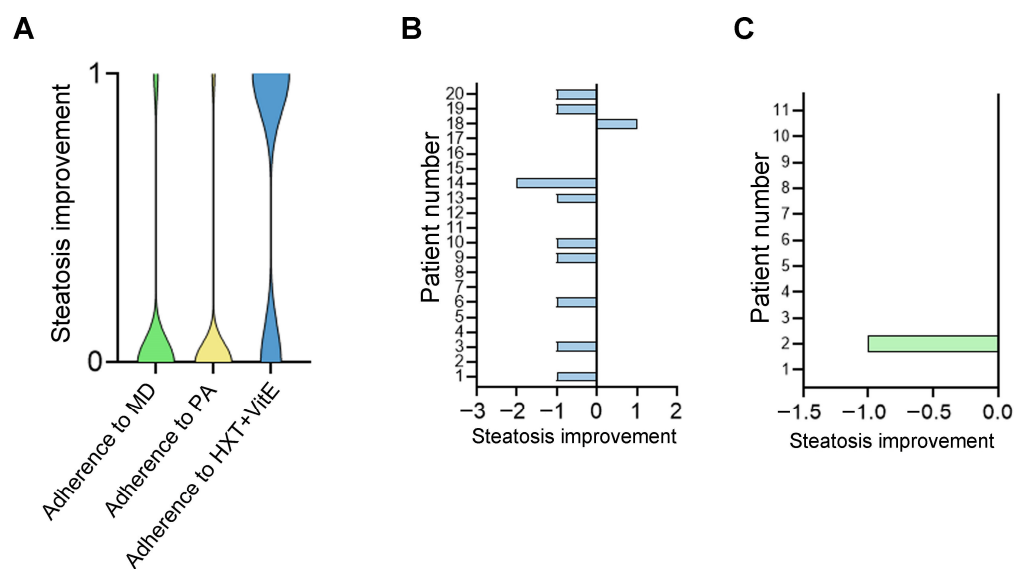 A
B
C
Steatosis improvement
1
0
Adherence to MD
Adherence to PA
Adherence to HXT+VitE
Patient number
20
19
18
17
16
15
14
13
12
11
10
9
8
7
6
5
4
3
2
1
−3 −2 −1 0 1 2
Steatosis improvement
Patient number
11
10
9
8
7
6
5
4
3
2
1
−1.5 −1.0 −0.5 0.0
Steatosis improvement